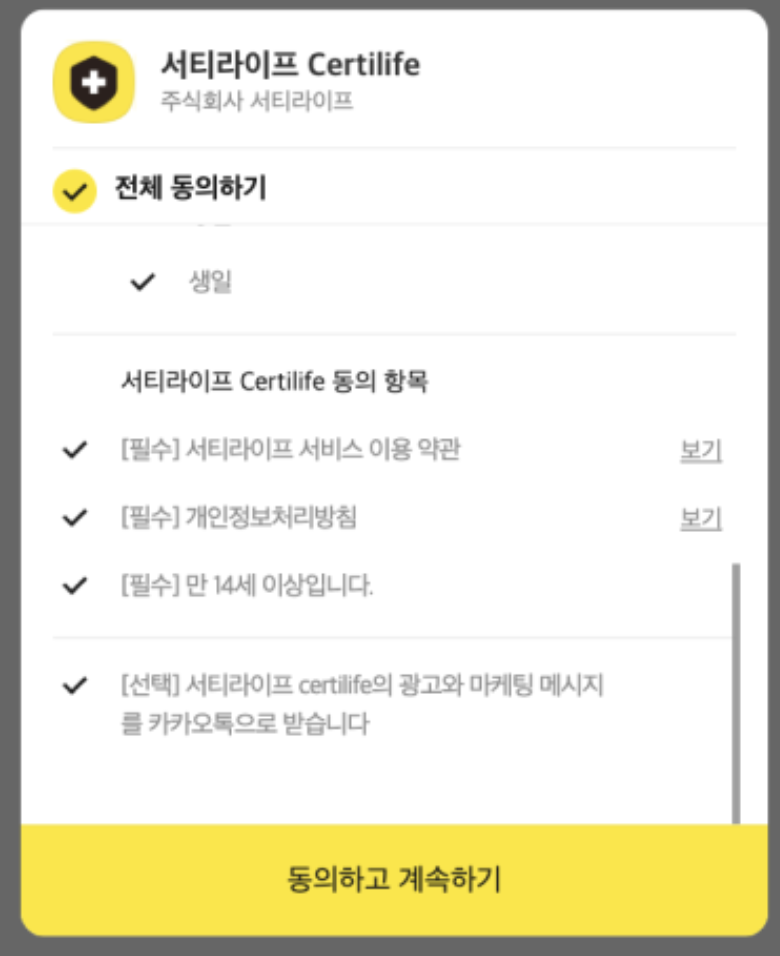 서티라이프 Certilife
주식회사 서티라이프
전체 동의하기
생일
서티라이프 Certilife 동의 항목
[필수] 서티라이프 서비스 이용 약관 보기
[필수] 개인정보처리방침 보기
[필수] 만 14세 이상입니다.
[선택] 서티라이프 certilife의 광고와 마케팅 메시지
를 카카오톡으로 받습니다
동의하고 계속하기